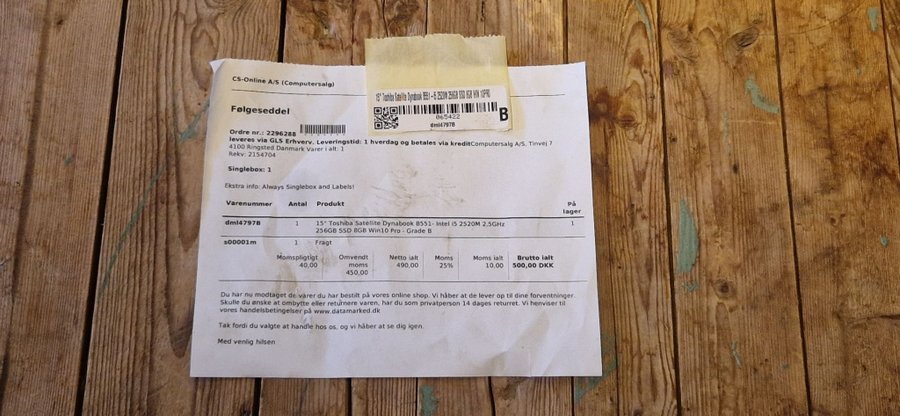 CS-Online A/S (Computersalg)
15" Toshiba Satellite Dynabook B551 - i5 2520M 256GB SSD 8GB WIN 10PRO
065422
dml4797B
B
Følgeseddel
Ordre nr.: 2296288
leveres via GLS Erhverv. Leveringstid: 1 hverdag og betales via kreditComputersalg A/S, Tinvej 7
4100 Ringsted Danmark Varer i alt: 1
Rekv: 2154704
Singlebox: 1
Ekstra info: Always Singlebox and Labels!
Varenummer Antal Produkt På lager
dml4797B 1 15" Toshiba Satellite Dynabook B551- Intel i5 2520M 2.5GHz 1
256GB SSD 8GB Win10 Pro - Grade B
s00001m 1 Fragt
Momspligtigt Omvendt moms Netto ialt Moms Moms ialt Brutto ialt
40,00 450,00 490,00 25% 10.00 500,00 DKK
Du har nu modtaget de varer du har bestilt på vores online shop. Vi håber at de lever op til dine forventninger.
Skulle du ønske at ombytte eller returnere varen, har du som privatperson 14 dages returret. Vi henviser til
vores handelsbetingelser på www.datamarked.dk
Tak fordi du valgte at handle hos os, og vi håber at se dig igen.
Med venlig hilsen